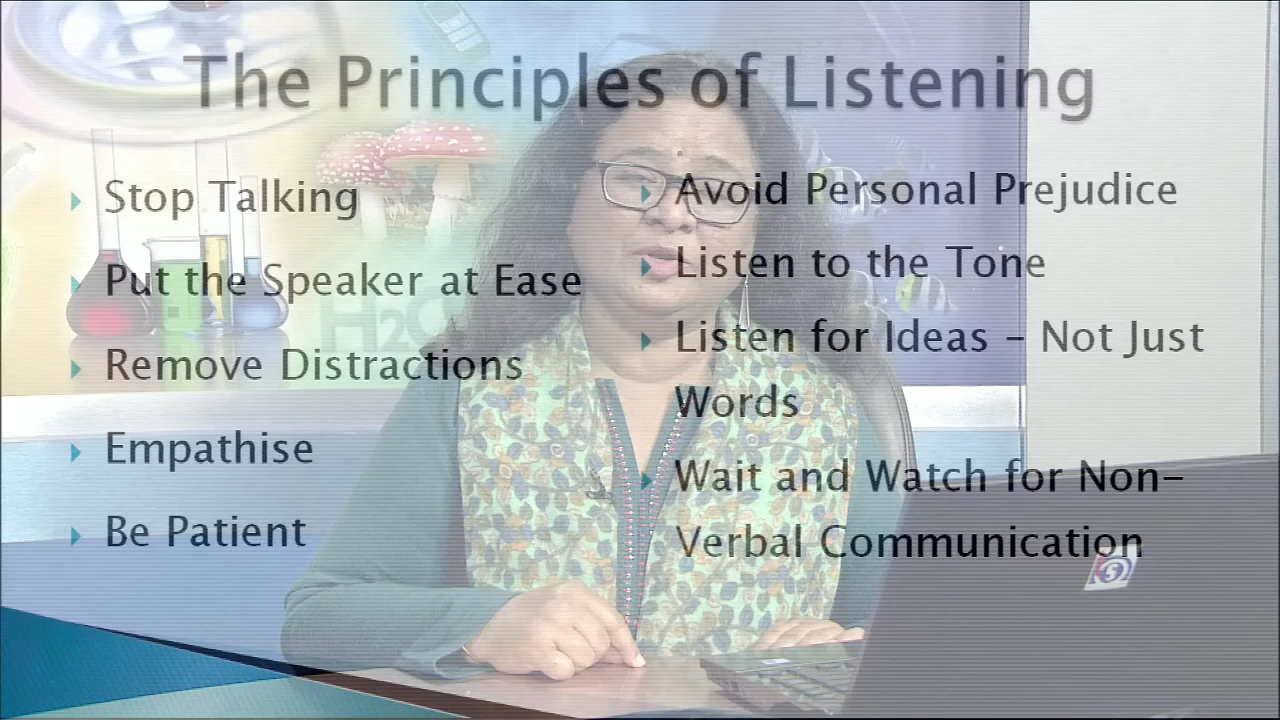 The Principles of Listening
Stop Talking
Put the Speaker at Ease
Remove Distractions
Empathise
Be Patient
Avoid Personal Prejudice
Listen to the Tone
Listen for Ideas – Not Just
Words
Wait and Watch for Non-
Verbal Communication